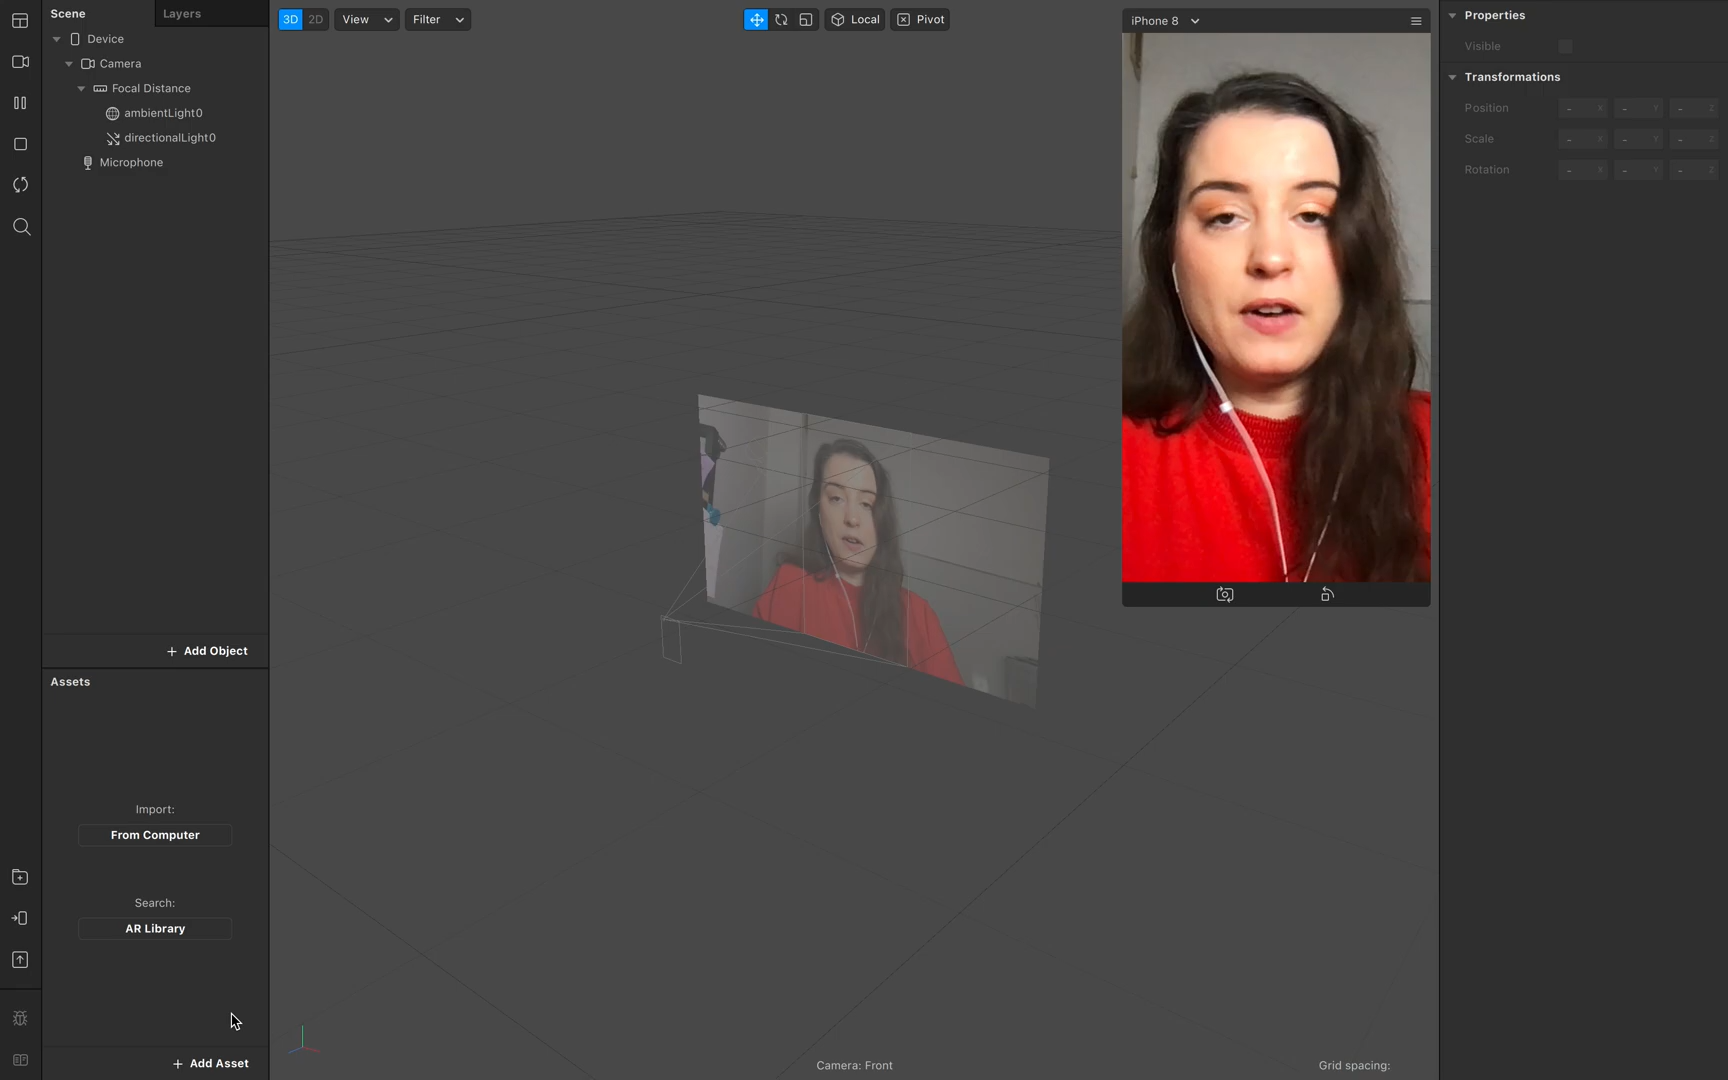 Scene
Layers
Device
Camera
Focal Distance
ambientLight0
directionalLight0
Microphone
+ Add Object
Assets
Import:
From Computer
Search:
AR Library
+ Add Asset
3D
2D
View
Filter
Local
Pivot
iPhone 8
Camera: Front
Grid spacing:
Properties
Visible
Transformations
Position - X - Y - Z
Scale - X - Y - Z
Rotation - X - Y - Z